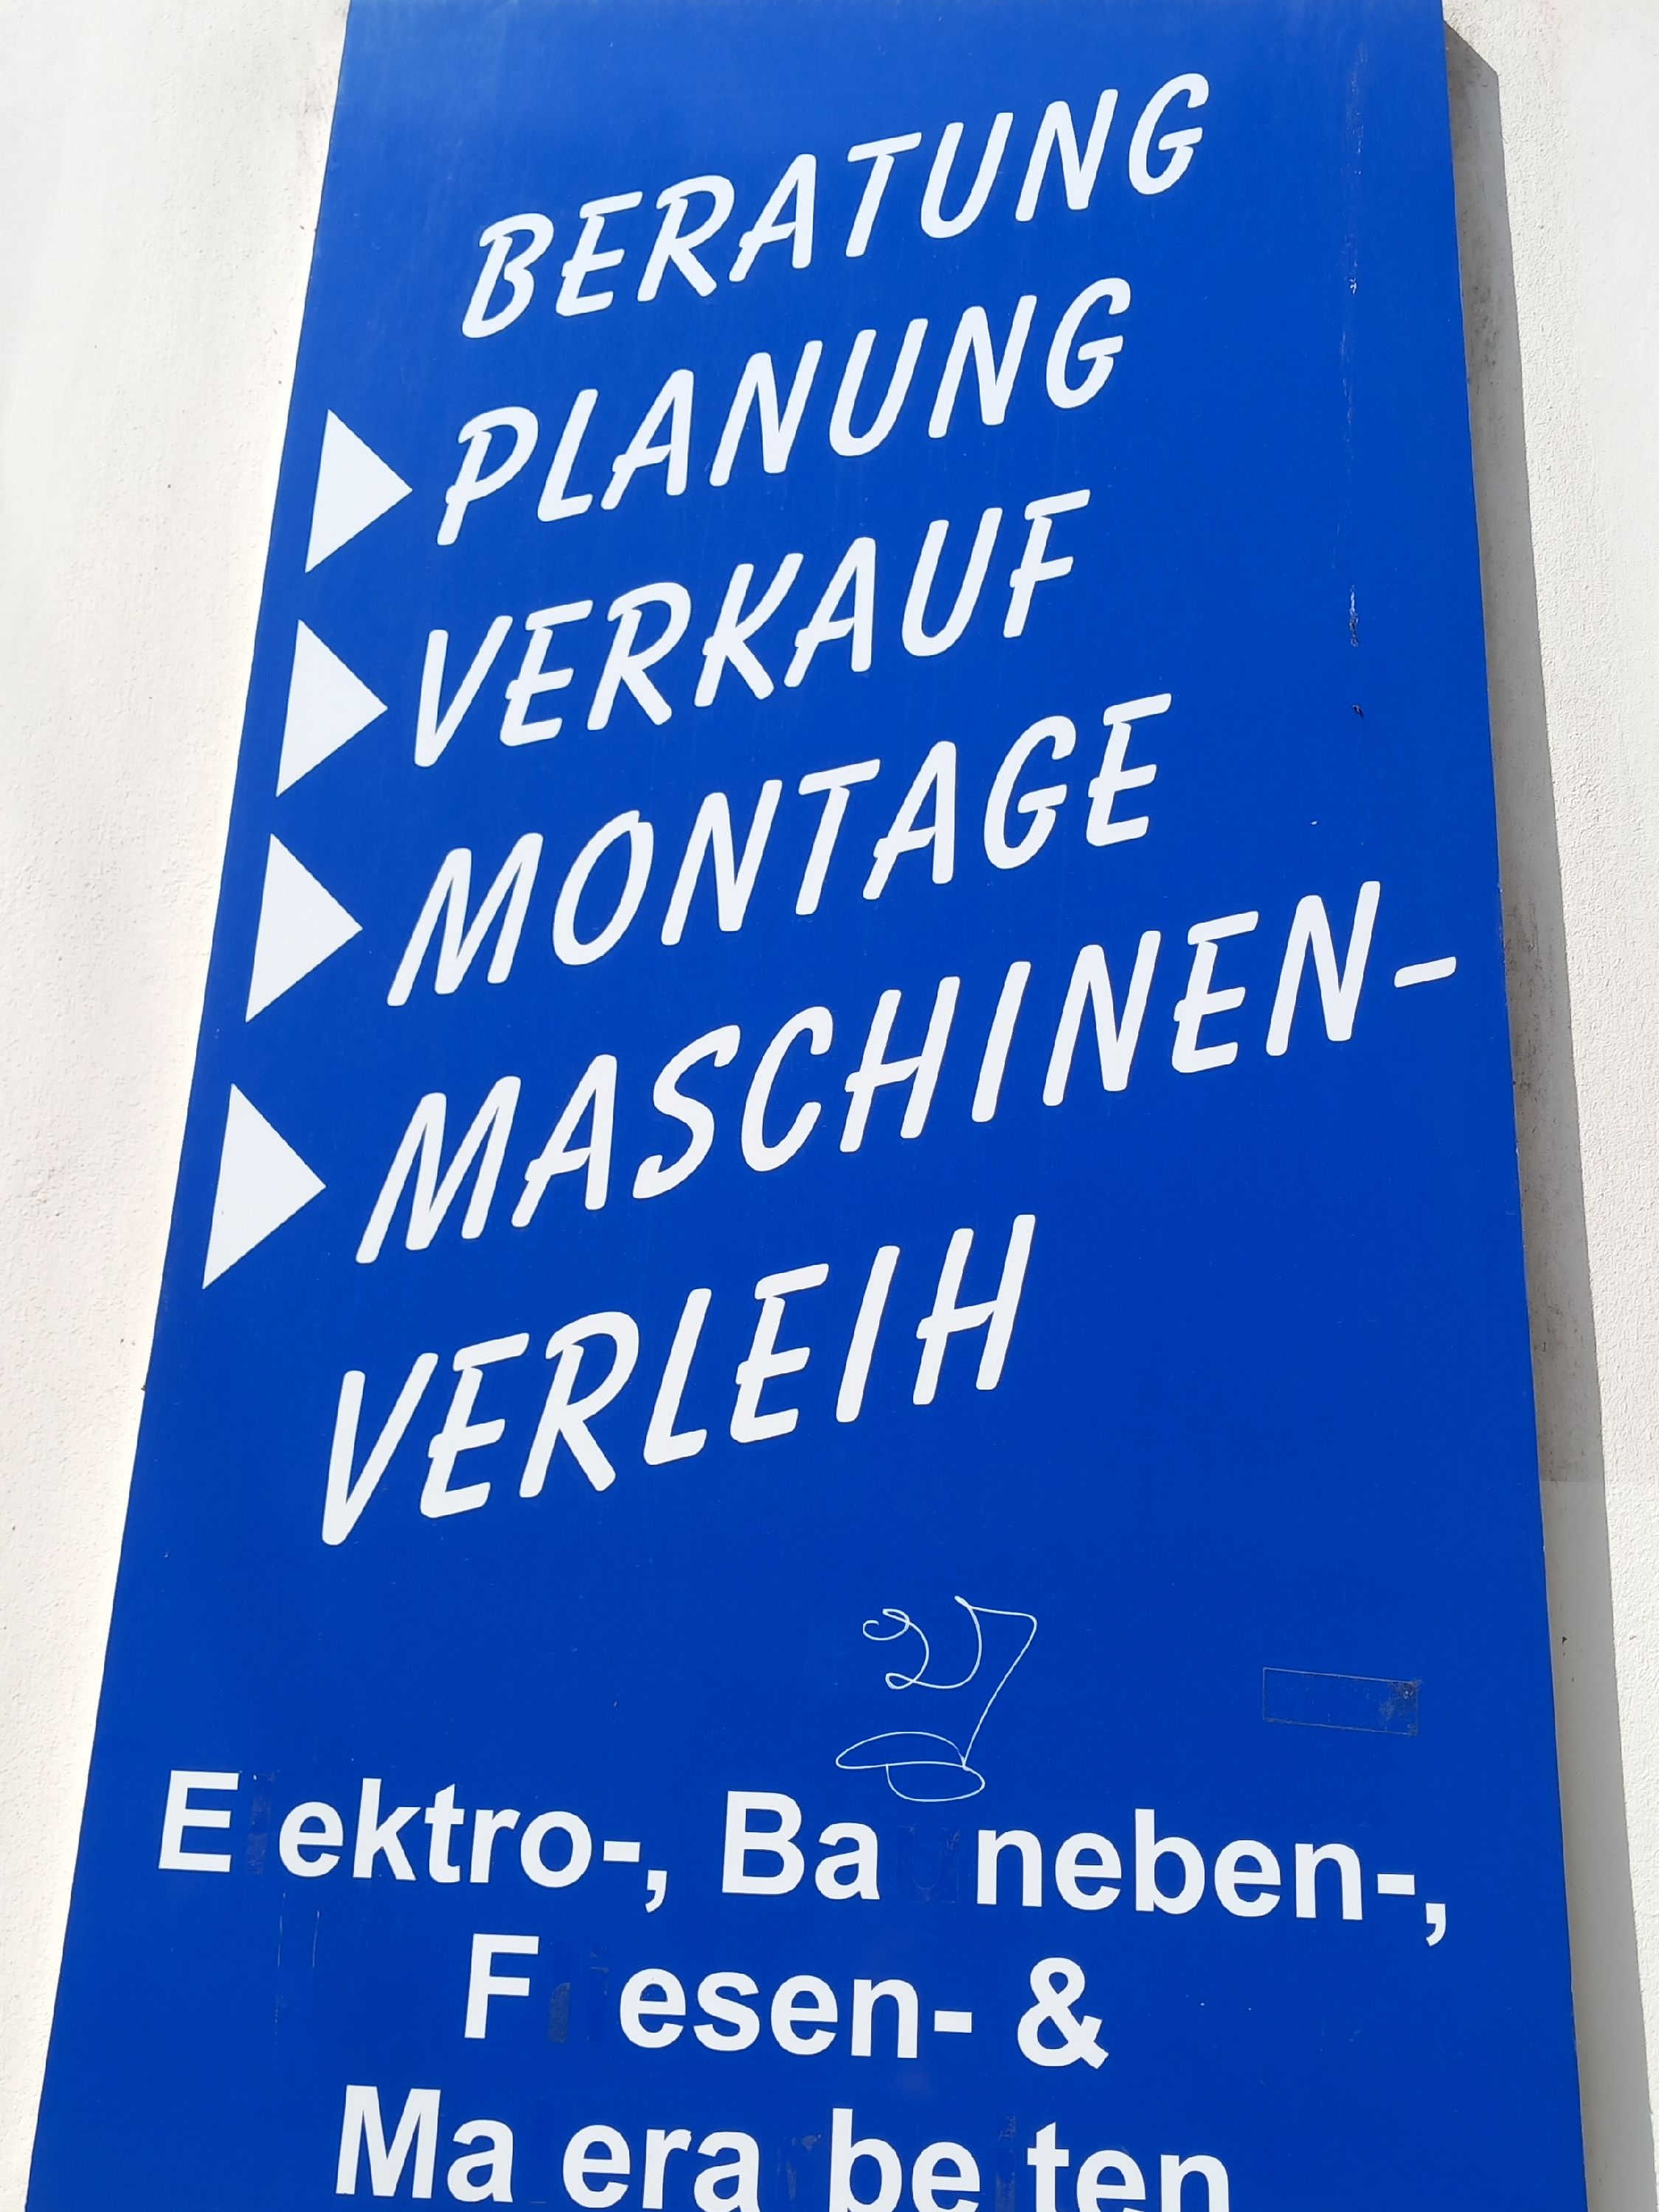 BERATUNG
PLANUNG
VERKAUF
MONTAGE
MASCHINEN-
VERLEIH
E ektro-, Ba neben-,
F esen- &
Ma era be ten